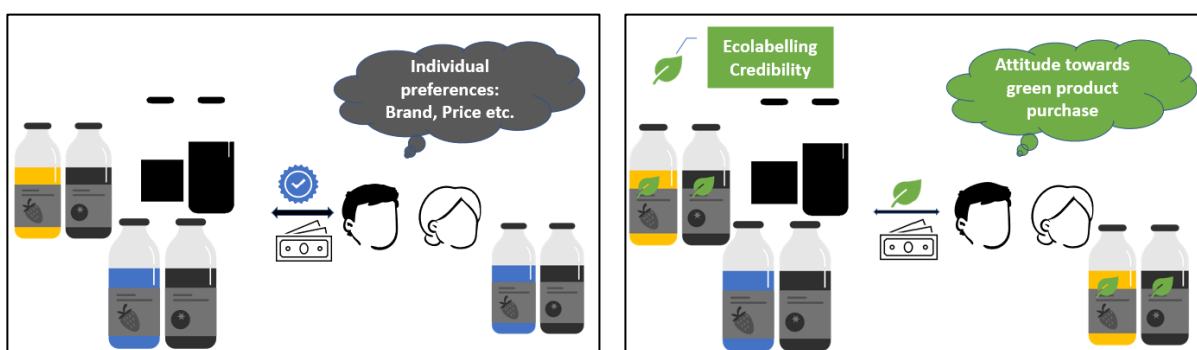 Individual
preferences:
Brand, Price etc.
Ecolabelling
Credibility
Attitude towards
green product
purchase